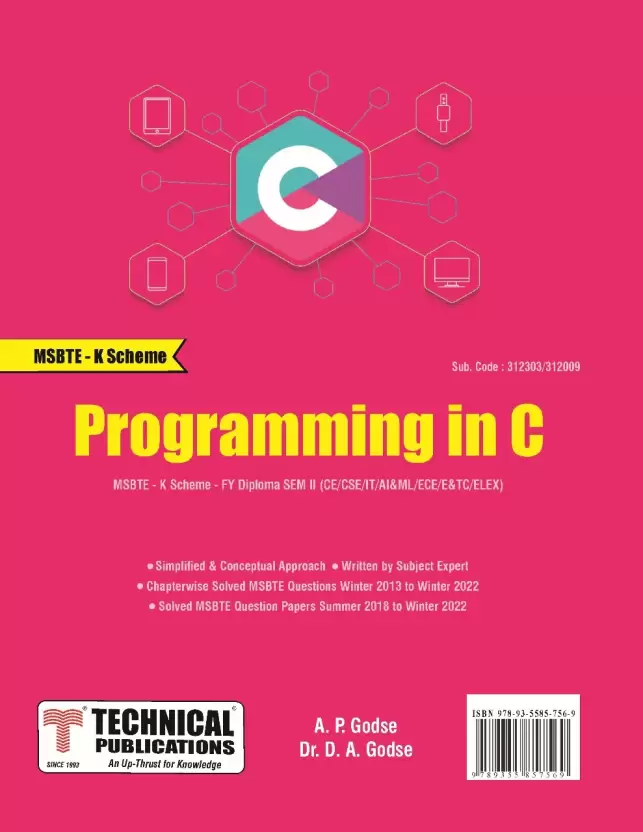 C
MSBTE - K Scheme
Sub. Code : 312303/312009
Programming in C
MSBTE - K Scheme - FY Diploma SEM II (CE/CSE/IT/AI&ML/ECE/E&TC/ELEX)
● Simplified & Conceptual Approach ● Written by Subject Expert
● Chapterwise Solved MSBTE Questions Winter 2013 to Winter 2022
● Solved MSBTE Question Papers Summer 2018 to Winter 2022
® TECHNICAL ®
PUBLICATIONS
SINCE 1993 An Up-Thrust for Knowledge
A. P. Godse
Dr. D. A. Godse
ISBN 978-93-5585-756-9
9 789355 857569